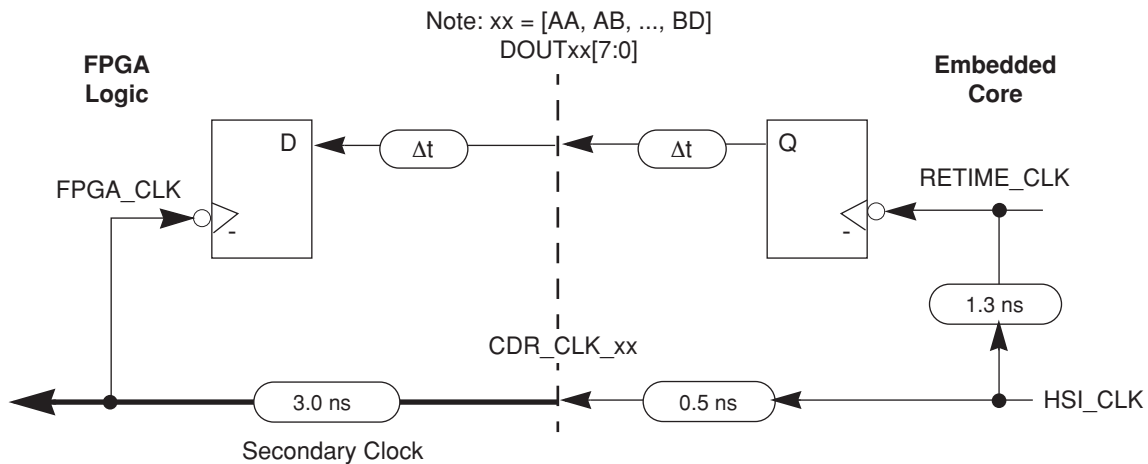 Note: xx = [AA, AB, ..., BD]
DOUTxx[7:0]
FPGA
Logic
Embedded
Core
D
Δt
Δt
Q
FPGA_CLK
RETIME_CLK
-
-
1.3 ns
CDR_CLK_xx
3.0 ns
0.5 ns
HSI_CLK
Secondary Clock